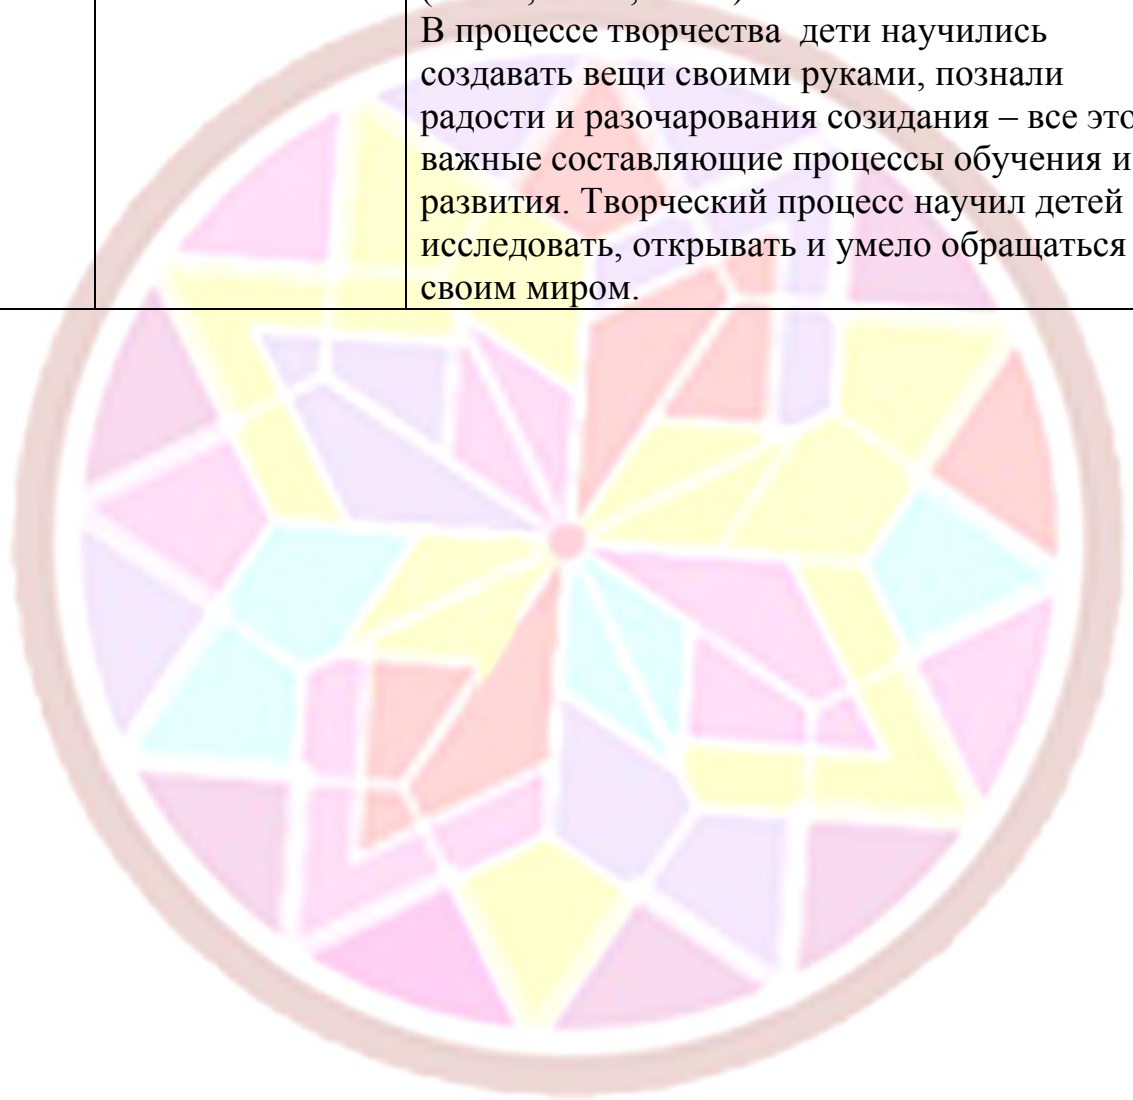 В процессе творчества дети научились
создавать вещи своими руками, познали
радости и разочарования созидания – все это
важные составляющие процессы обучения и
развития. Творческий процесс научил детей
исследовать, открывать и умело обращаться
своим миром.